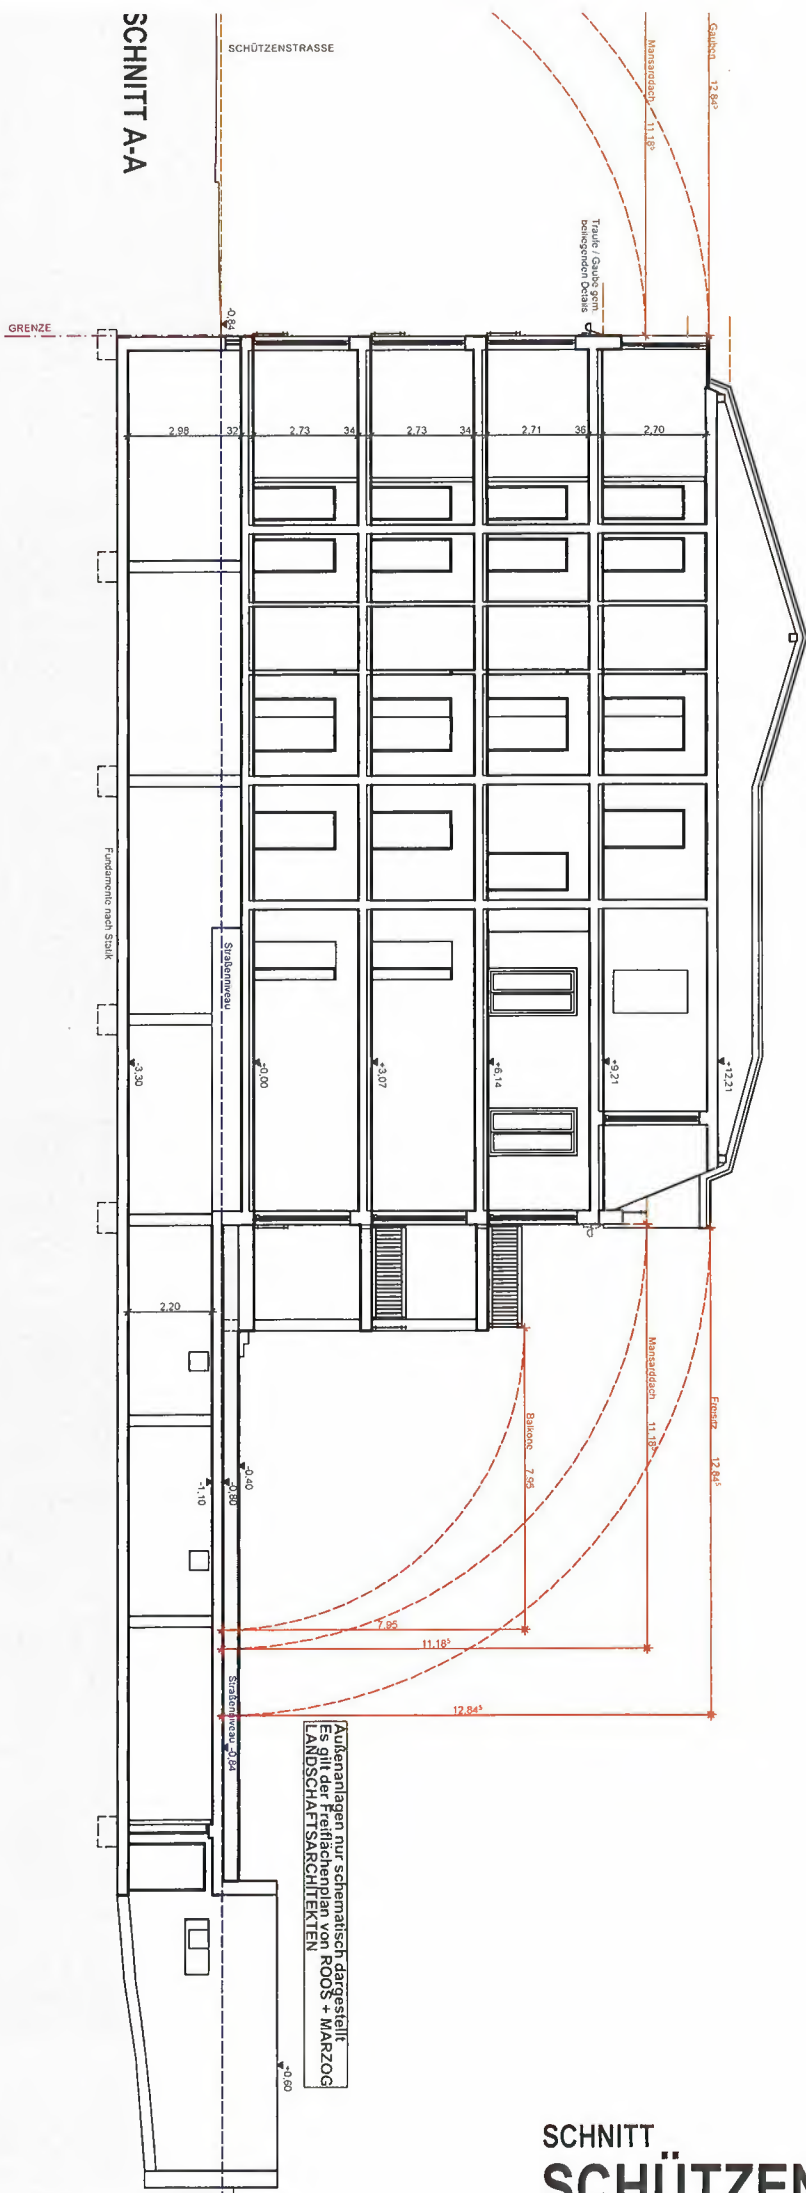 SCHNITT A-A
SCHÜTZENSTRASSE
Gauben 12.84⁵
Mansarddach 11.18⁵
Traufe / Gaube gem.
beiliegenden Details
GRENZE
-0,84
2,98
32
2,73
34
2,73
34
2,71
36
2,70
Fundamente nach Statik
Straßenniveau
-3,30
±0,00
+3,07
+6,14
+9,21
+12,21
2,20
Mansarddach 11.18⁵
Freisitz 12.84⁵
Balkone 7.95
-0,40
-0,80
-1,10
7.95
11.18⁵
12.84⁵
Straßenniveau -0,84
Außenanlagen nur schematisch dargestellt
Es gilt der Freiflächenplan von ROOS + MARZOG
LANDSCHAFTSARCHITEKTEN
+0,60
SCHNITT
SCHÜTZEN